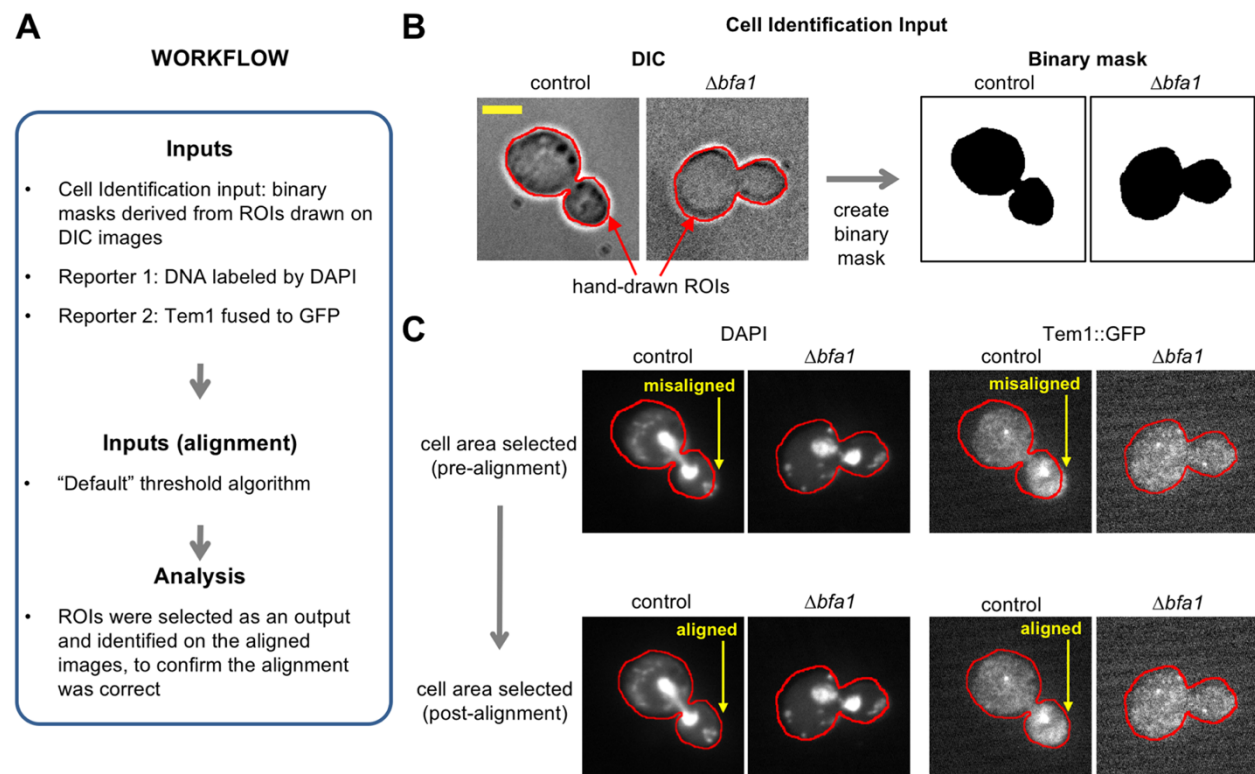 A
WORKFLOW
Inputs
• Cell Identification input: binary
masks derived from ROIs drawn on
DIC images
• Reporter 1: DNA labeled by DAPI
• Reporter 2: Tem1 fused to GFP
Inputs (alignment)
• “Default” threshold algorithm
Analysis
• ROIs were selected as an output
and identified on the aligned
images, to confirm the alignment
was correct
B
Cell Identification Input
DIC
control
Δbfa1
hand-drawn ROIs
create
binary
mask
Binary mask
control
Δbfa1
C
DAPI
Tem1::GFP
control
Δbfa1
control
Δbfa1
misaligned
misaligned
cell area selected
(pre-alignment)
control
Δbfa1
control
Δbfa1
aligned
aligned
cell area selected
(post-alignment)